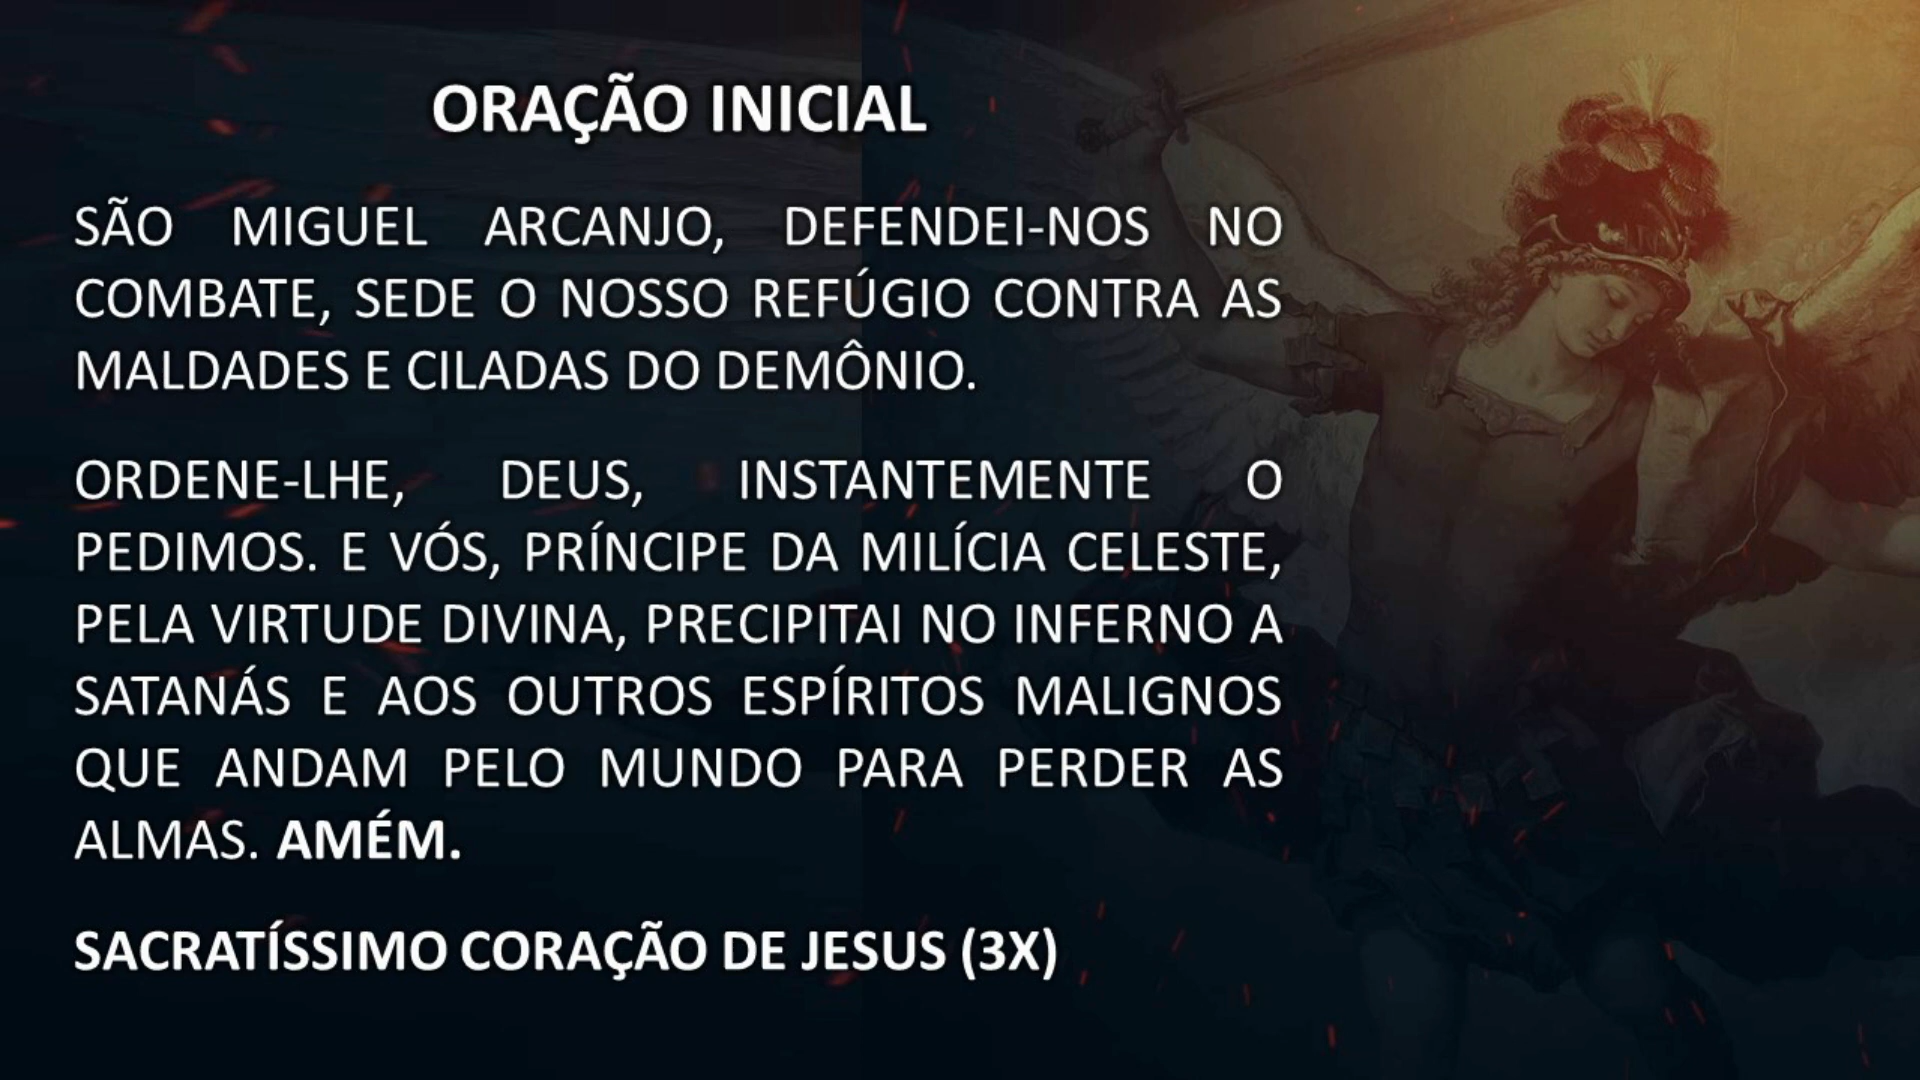 ORAÇÃO INICIAL
SÃO MIGUEL ARCANJO, DEFENDEI-NOS NO
COMBATE, SEDE O NOSSO REFÚGIO CONTRA AS
MALDADES E CILADAS DO DEMÔNIO.
ORDENE-LHE, DEUS, INSTANTEMENTE O
PEDIMOS. E VÓS, PRÍNCIPE DA MILÍCIA CELESTE,
PELA VIRTUDE DIVINA, PRECIPITAI NO INFERNO A
SATANÁS E AOS OUTROS ESPÍRITOS MALIGNOS
QUE ANDAM PELO MUNDO PARA PERDER AS
ALMAS. AMÉM.
SACRATÍSSIMO CORAÇÃO DE JESUS (3X)